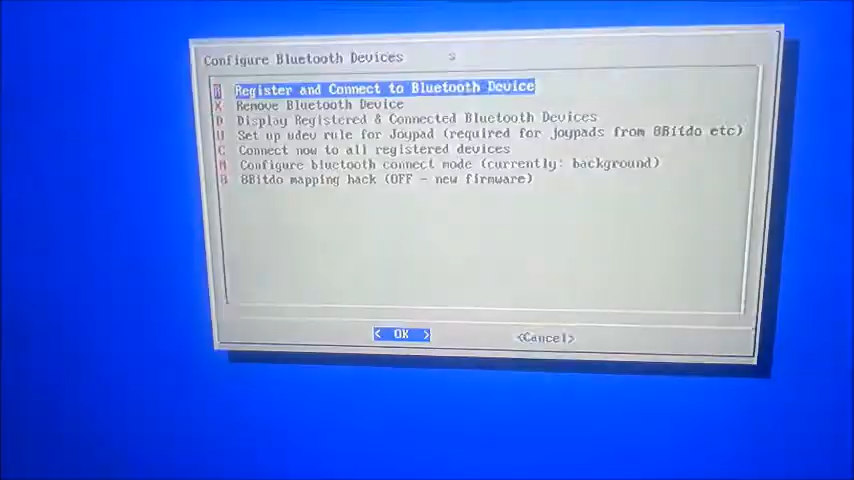 Configure Bluetooth Devices
R Register and Connect to Bluetooth Device
X Remove Bluetooth Device
D Display Registered & Connected Bluetooth Devices
U Set up udev rule for Joypad (required for joypads from 8Bitdo etc)
C Connect now to all registered devices
M Configure bluetooth connect mode (currently: background)
B 8Bitdo mapping hack (OFF - new firmware)
< OK > <Cancel>